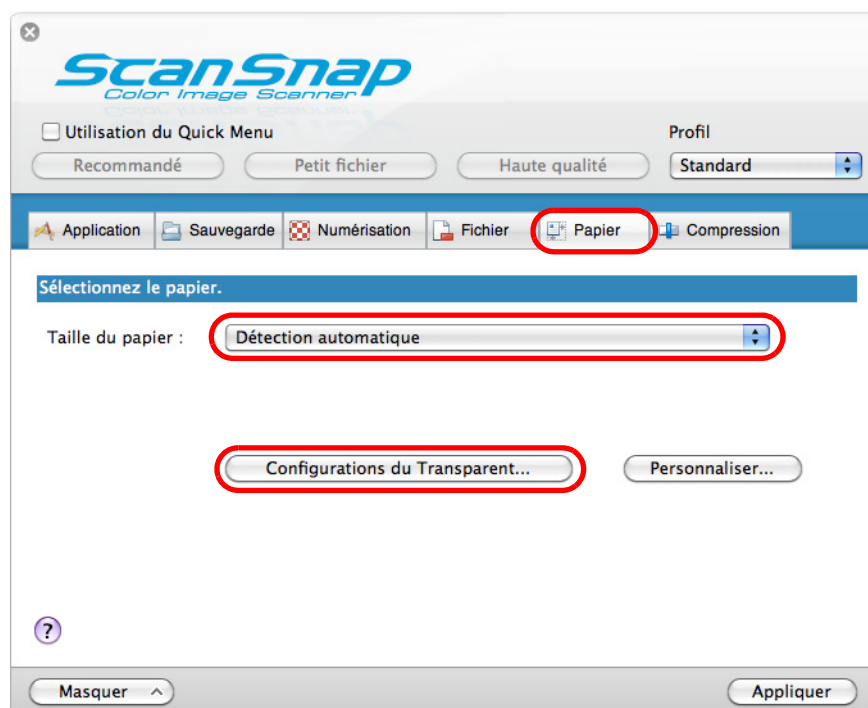 ScanSnap
Color Image Scanner
Utilisation du Quick Menu
Profil
Recommandé Petit fichier Haute qualité Standard
Application Sauvegarde Numérisation Fichier Papier Compression
Sélectionnez le papier.
Taille du papier : Détection automatique
Configurations du Transparent... Personnaliser...
?
Masquer Appliquer